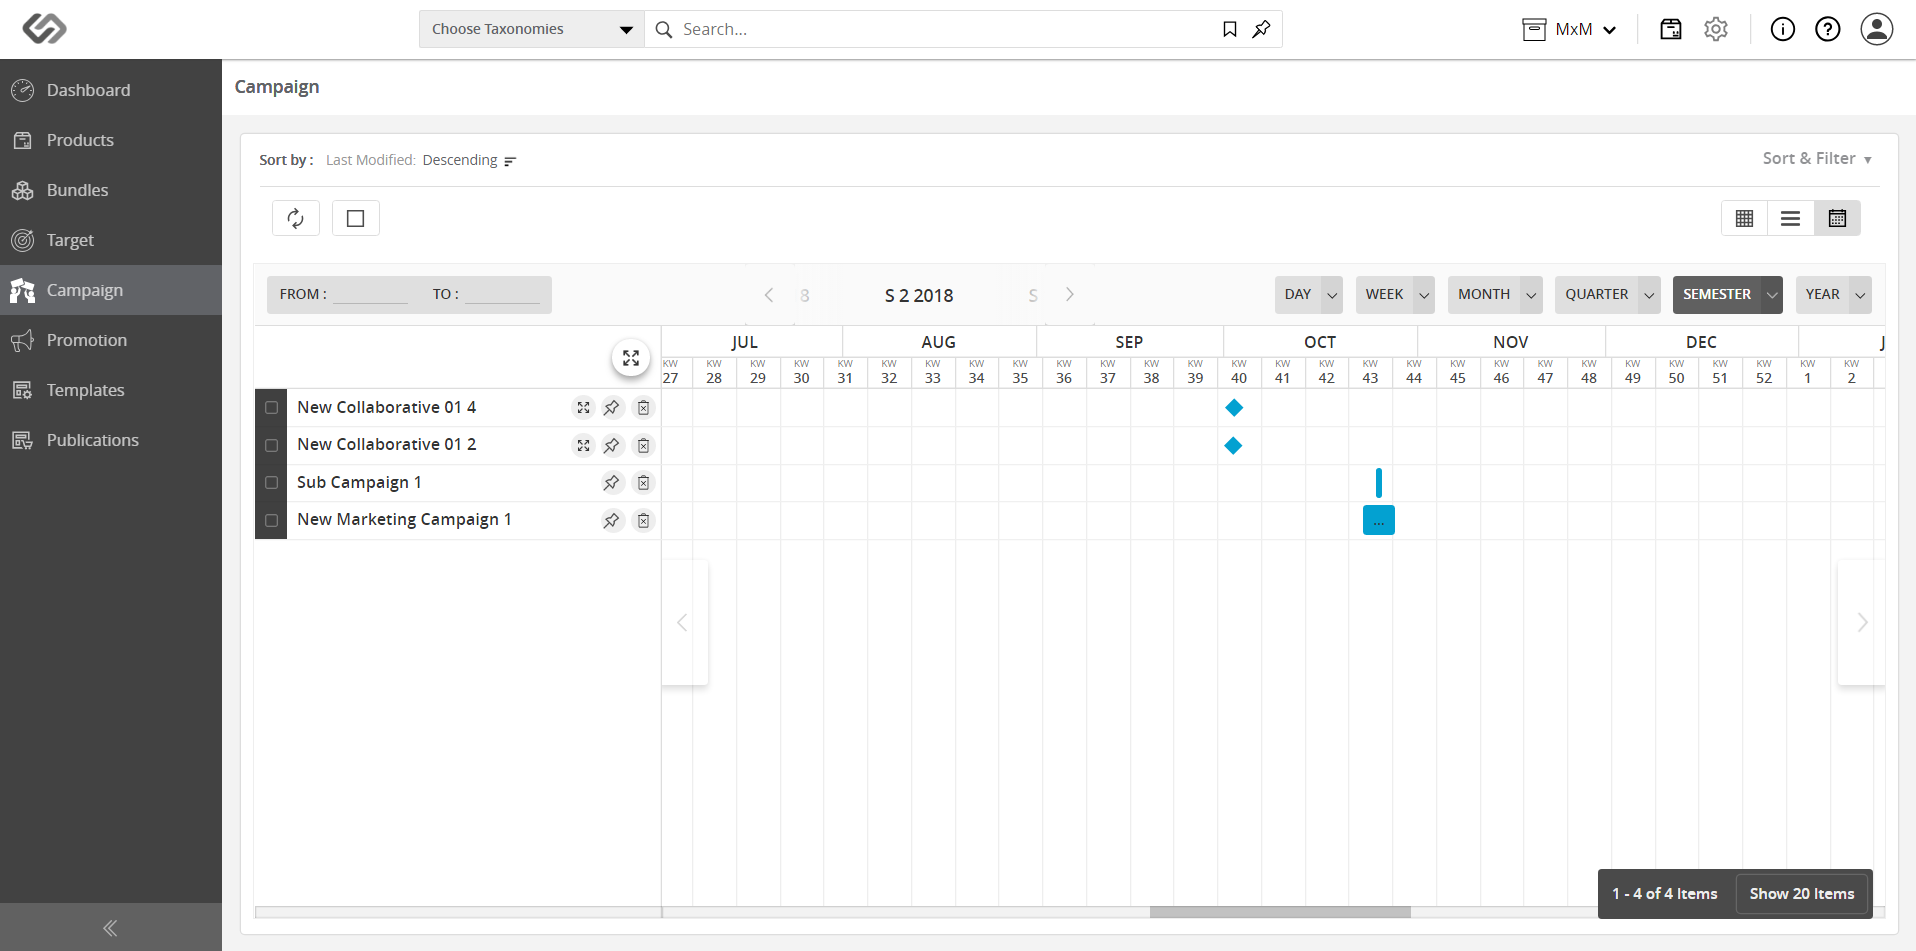 Choose Taxonomies
Search...
MxM
Dashboard
Products
Bundles
Target
Campaign
Promotion
Templates
Publications
Campaign
Sort by : Last Modified: Descending
Sort & Filter
FROM : TO :
8 S 2 2018 S
DAY WEEK MONTH QUARTER SEMESTER YEAR
JUL AUG SEP OCT NOV DEC J
KW KW KW KW KW KW KW KW KW KW KW KW KW KW KW KW KW KW KW KW KW KW KW KW KW KW KW KW
27 28 29 30 31 32 33 34 35 36 37 38 39 40 41 42 43 44 45 46 47 48 49 50 51 52 1 2
New Collaborative 01 4
New Collaborative 01 2
Sub Campaign 1
New Marketing Campaign 1
...
1 - 4 of 4 Items Show 20 Items